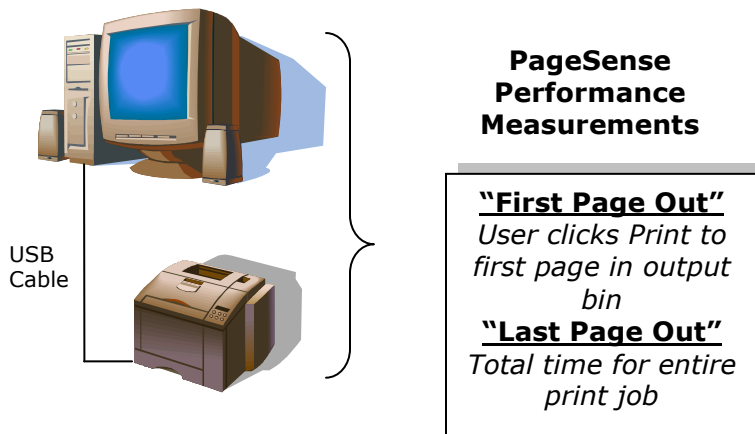 PageSense
Performance
Measurements
“First Page Out”
User clicks Print to
first page in output
bin
“Last Page Out”
Total time for entire
print job
USB
Cable